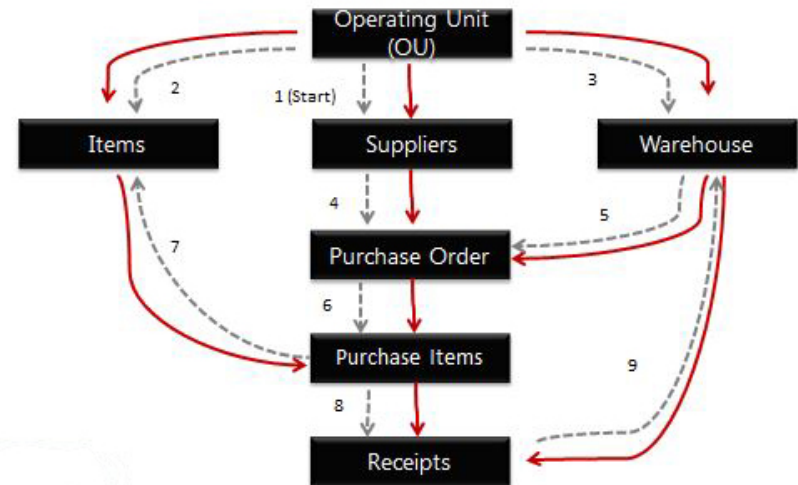 Operating Unit
(OU)
2
1 (Start)
3
Items
Suppliers
Warehouse
4
5
7
Purchase Order
6
Purchase Items
9
8
Receipts